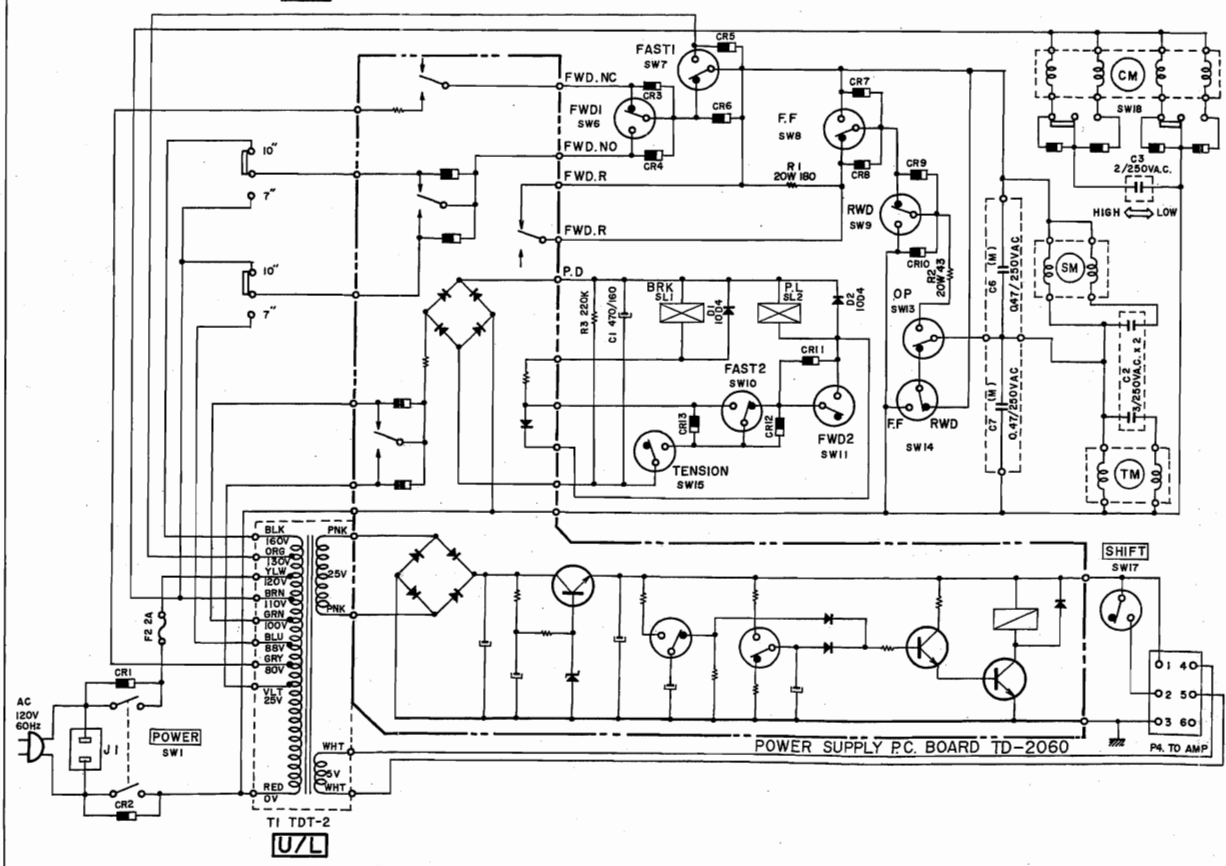 FAST1
SW7
CR5
FWD.NC
CR3
FWD1
SW6
CR6
CR4
FWD.NO
FWD.R
FWD.R
P.D
CR7
F.F
SW8
CR8
R1
20W 180
CR9
RWD
SW9
CR10
R2
20W 43
CM
SW18
C3
2/250VA.C.
HIGH ⇔ LOW
SM
C6 (M)
0.47/250VAC
C7 (M)
0.47/250VAC
C2
3/250VA.C. x 2
TM
10"
7"
10"
7"
R3 220K
C1 470/160
BRK
SL1
D1
10D4
P.L
SL2
D2
10D4
CR11
FAST2
SW10
CR13
CR12
FWD2
SW11
TENSION
SW15
OP
SW13
F.F
RWD
SW14
BLK
160V
ORG
130V
YLW
120V
BRN
110V
GRN
100V
BLU
88V
GRY
80V
VLT
25V
RED
0V
PNK
25V
PNK
WHT
5V
WHT
T1 TDT-2
U/L
F2 2A
CR1
AC
120V
60Hz
J1
POWER
SW1
CR2
SHIFT
SW17
1 4
2 5
3 6
P4. TO AMP
POWER SUPPLY P.C. BOARD TD-2060